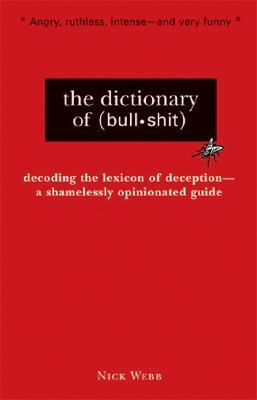 * Angry, ruthless, intense—and very funny *
the dictionary
of (bull•shit)
decoding the lexicon of deception—
a shamelessly opinionated guide
Nick Webb